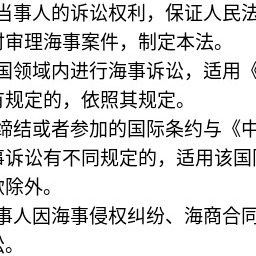 当事人的诉讼权利，保证人民法
时审理海事案件，制定本法。
国领域内进行海事诉讼，适用《
有规定的，依照其规定。
缔结或者参加的国际条约与《中
事诉讼有不同规定的，适用该国际
款除外。
事人因海事侵权纠纷、海商合同
讼。